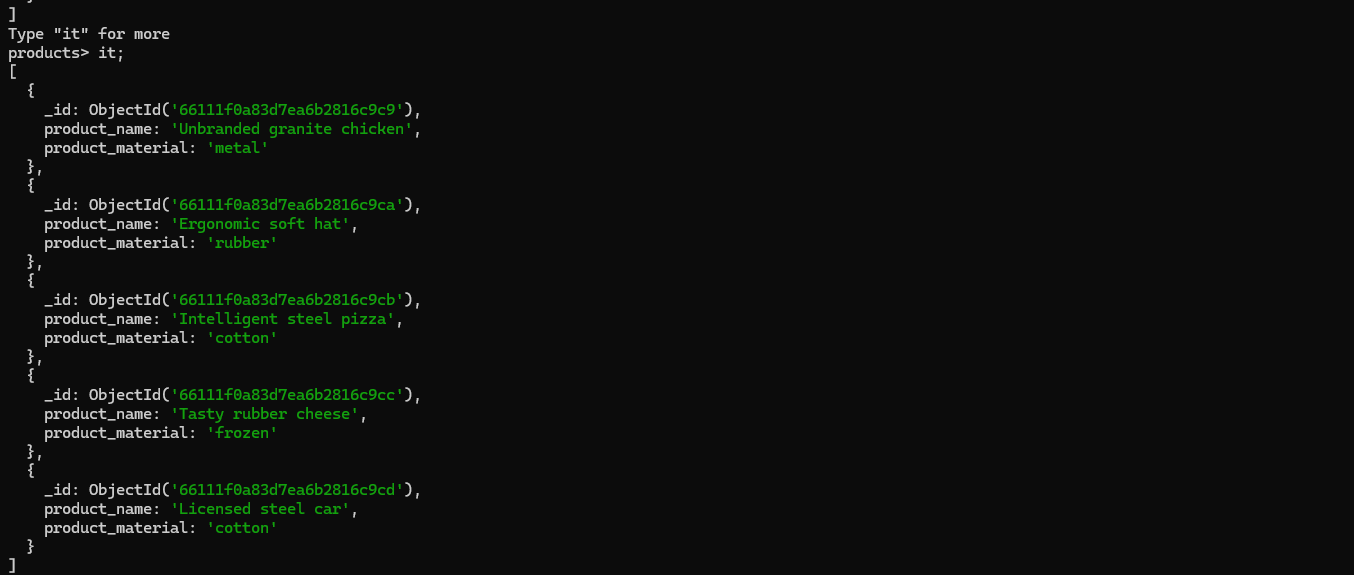 ]
Type "it" for more
products> it;
[
  {
    _id: ObjectId('66111f0a83d7ea6b2816c9c9'),
    product_name: 'Unbranded granite chicken',
    product_material: 'metal'
  },
  {
    _id: ObjectId('66111f0a83d7ea6b2816c9ca'),
    product_name: 'Ergonomic soft hat',
    product_material: 'rubber'
  },
  {
    _id: ObjectId('66111f0a83d7ea6b2816c9cb'),
    product_name: 'Intelligent steel pizza',
    product_material: 'cotton'
  },
  {
    _id: ObjectId('66111f0a83d7ea6b2816c9cc'),
    product_name: 'Tasty rubber cheese',
    product_material: 'frozen'
  },
  {
    _id: ObjectId('66111f0a83d7ea6b2816c9cd'),
    product_name: 'Licensed steel car',
    product_material: 'cotton'
  }
]